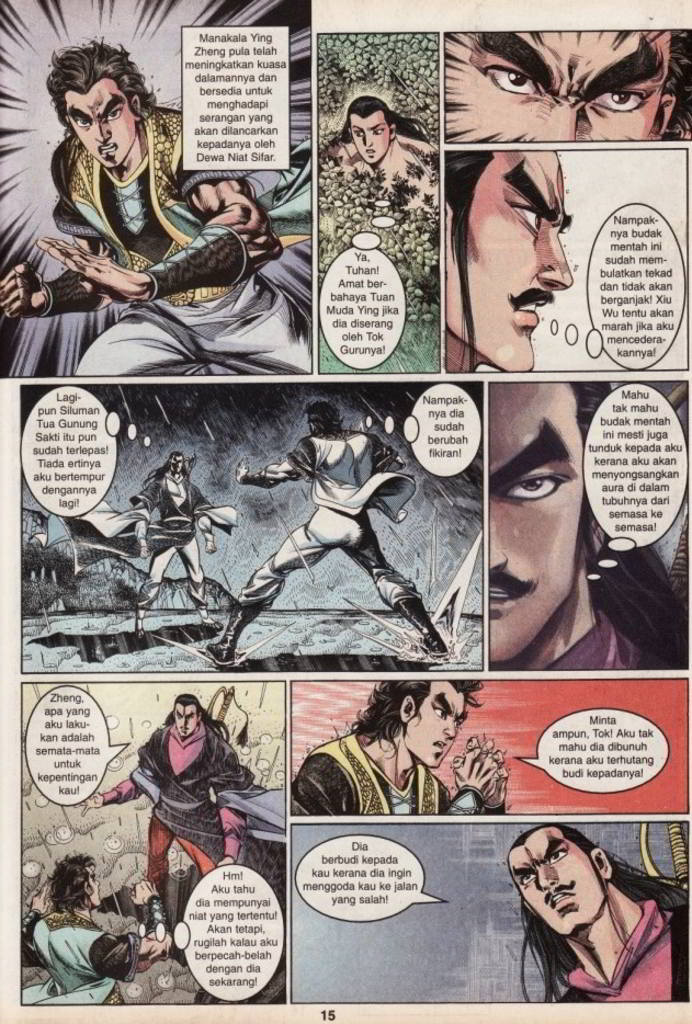 Manakala Ying
Zheng pula telah
meningkatkan kuasa
dalamannya dan
bersedia untuk
menghadapi
serangan yang
akan dilancarkan
kepadanya oleh
Dewa Niat Sifar.
Ya,
Tuhan!
Amat ber-
bahaya Tuan
Muda Ying jika
dia diserang
oleh Tok
Gurunya!
Nampak-
nya budak
mentah ini
sudah mem-
bulatkan tekad
dan tidak akan
berganjak! Xiu
Wu tentu akan
marah jika aku
mencedera-
kannya!
Lagi-
pun Siluman
Tua Gunung
Sakti itu pun
sudah terlepas!
Tiada ertinya
aku bertempur
dengannya
lagi!
Nampak-
nya dia
sudah
berubah
fikiran!
Mahu
tak mahu
budak mentah
ini mesti juga
tunduk kepada aku
kerana aku akan
menyongsangkan
aura di dalam
tubuhnya dari
semasa ke
semasa!
Zheng,
apa yang
aku laku-
kan adalah
semata-mata
untuk
kepentingan
kau!
Hm!
Aku tahu
dia mempunyai
niat yang tertentu!
Akan tetapi,
rugilah kalau aku
berpecah-belah
dengan dia
sekarang!
Minta
ampun, Tok! Aku tak
mahu dia dibunuh
kerana aku terhutang
budi kepadanya!
Dia
berbudi kepada
kau kerana dia ingin
menggoda kau ke jalan
yang salah!
15